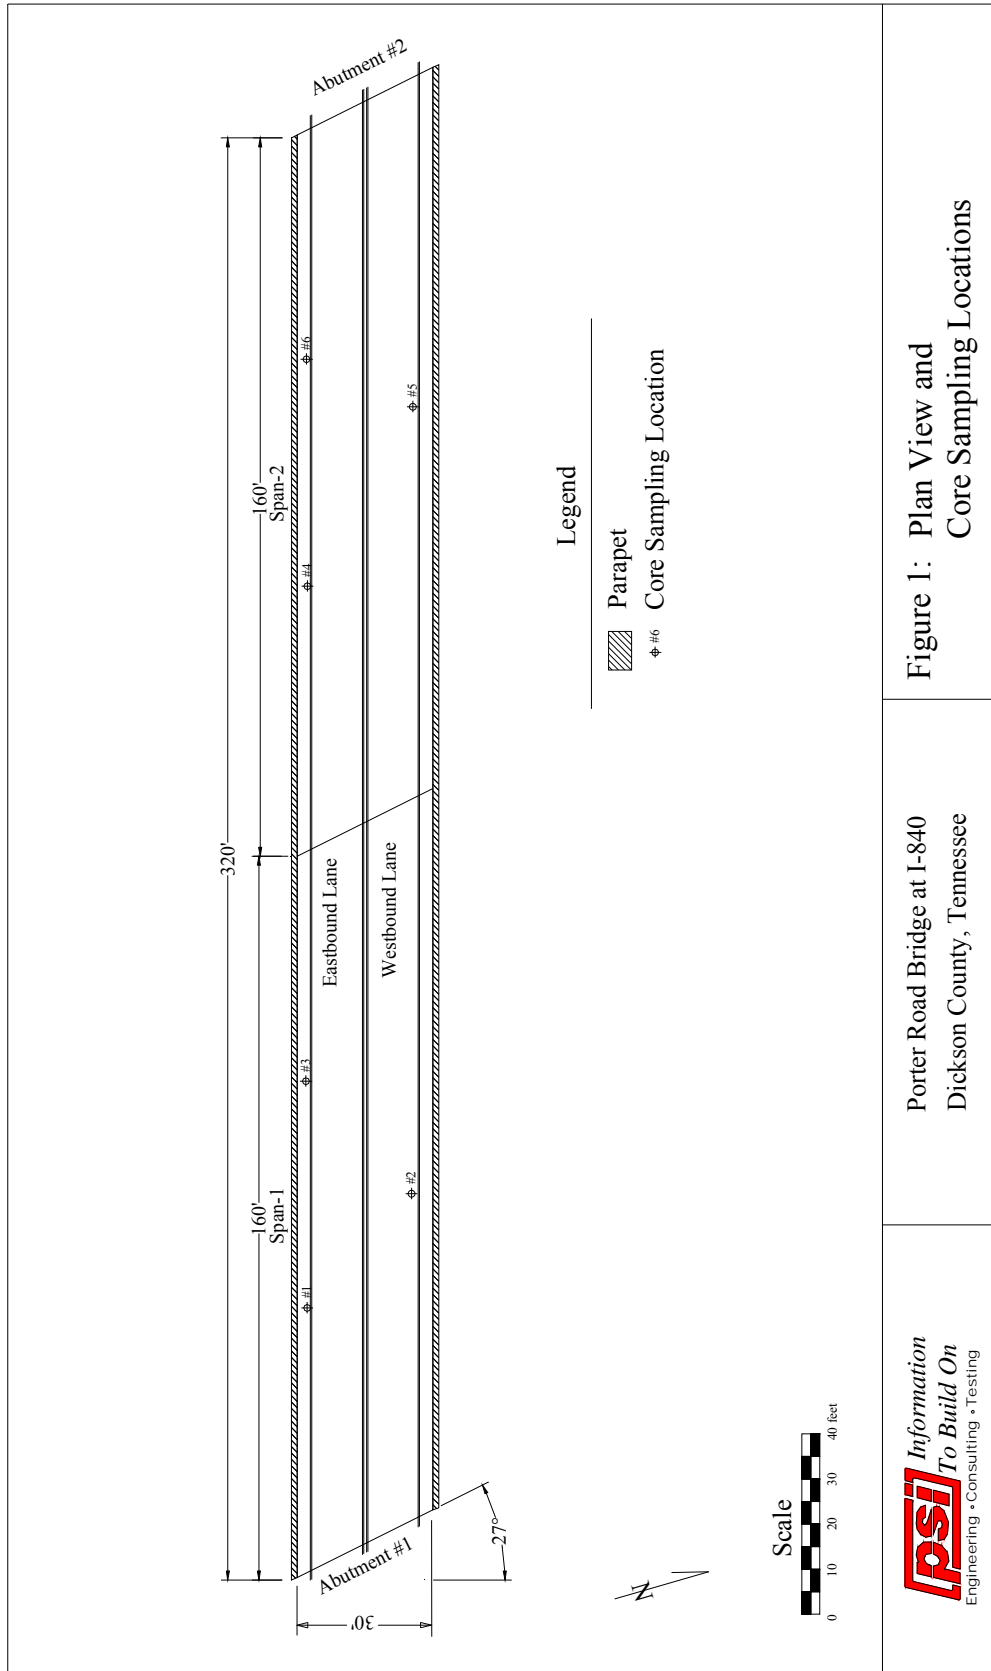 320'
160'
Span-1
160'
Span-2
30'
27°
Abutment #1
Abutment #2
#1
#3
#4
#6
Eastbound Lane
Westbound Lane
#2
#5
Legend
Parapet
#6 Core Sampling Location
N
Scale
0 10 20 30 40 feet
psi Information
To Build On
Engineering • Consulting • Testing
Porter Road Bridge at I-840
Dickson County, Tennessee
Figure 1: Plan View and
Core Sampling Locations